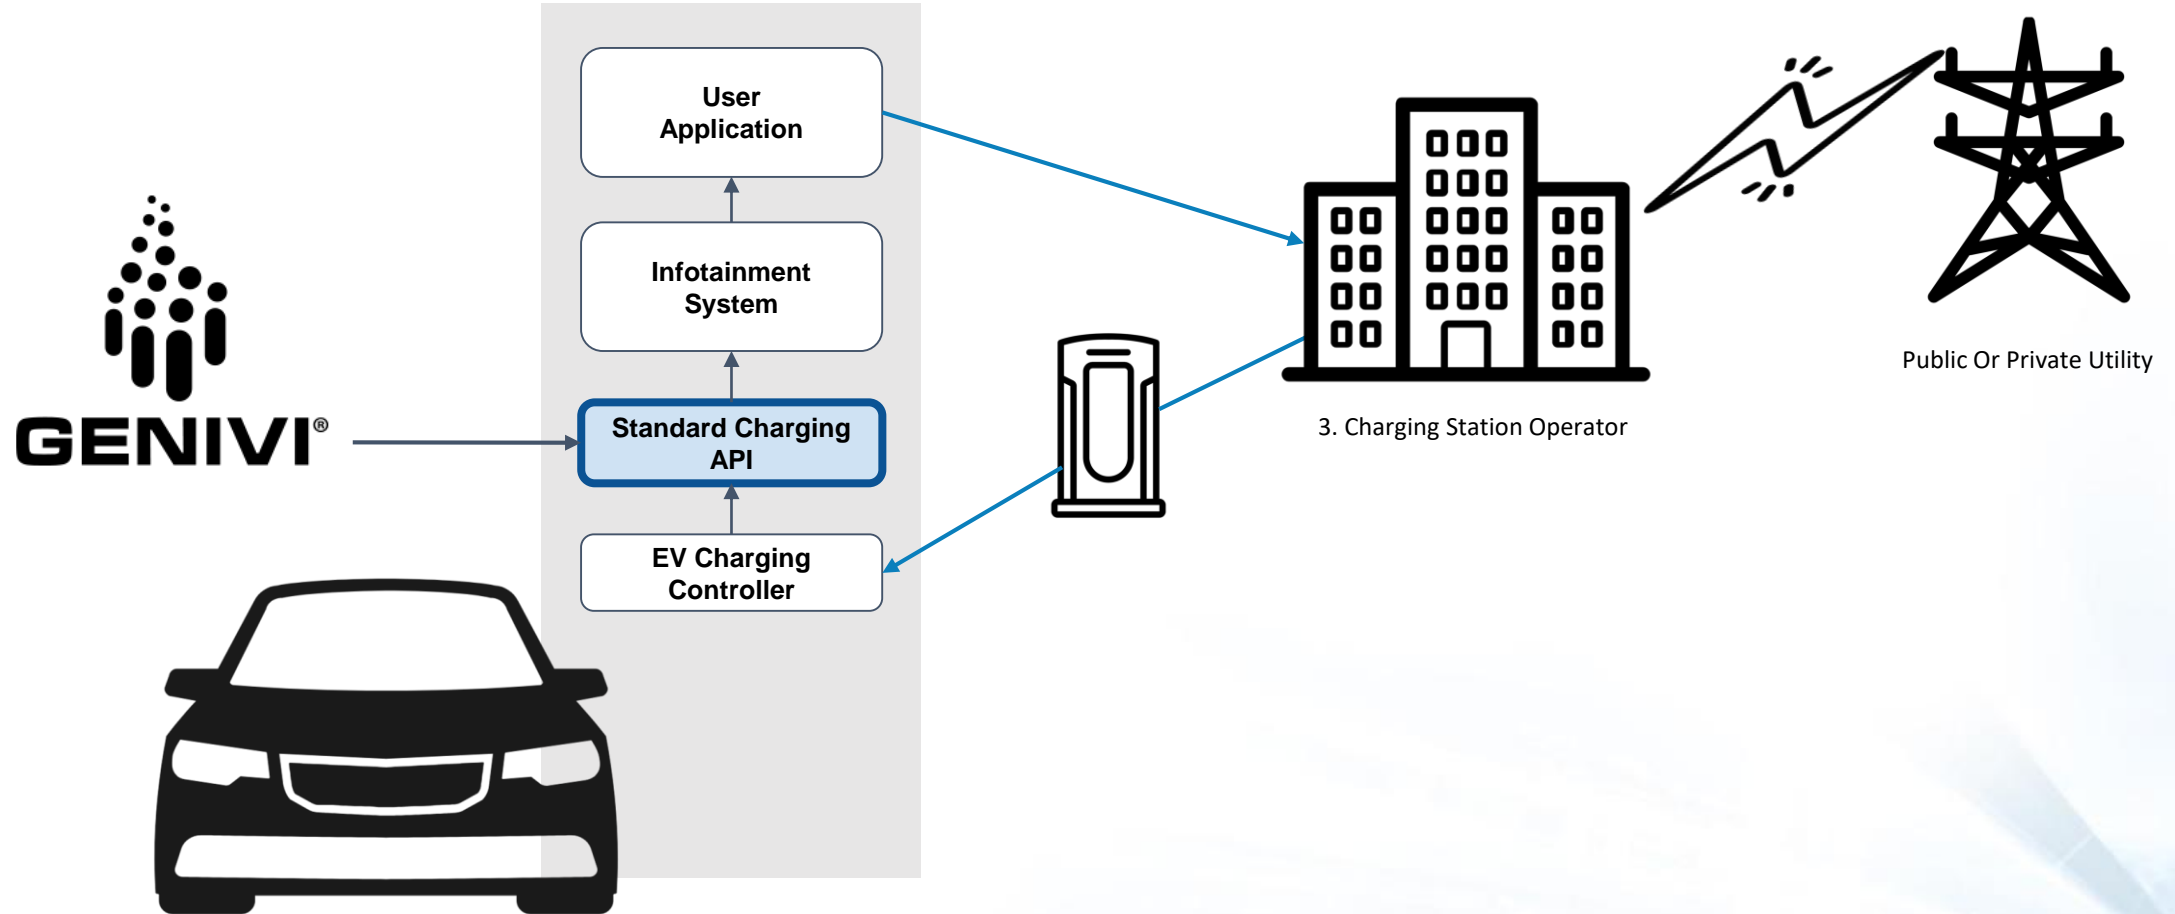 User
Application
Infotainment
System
GENIVI®
Standard Charging
API
EV Charging
Controller
3. Charging Station Operator
Public Or Private Utility